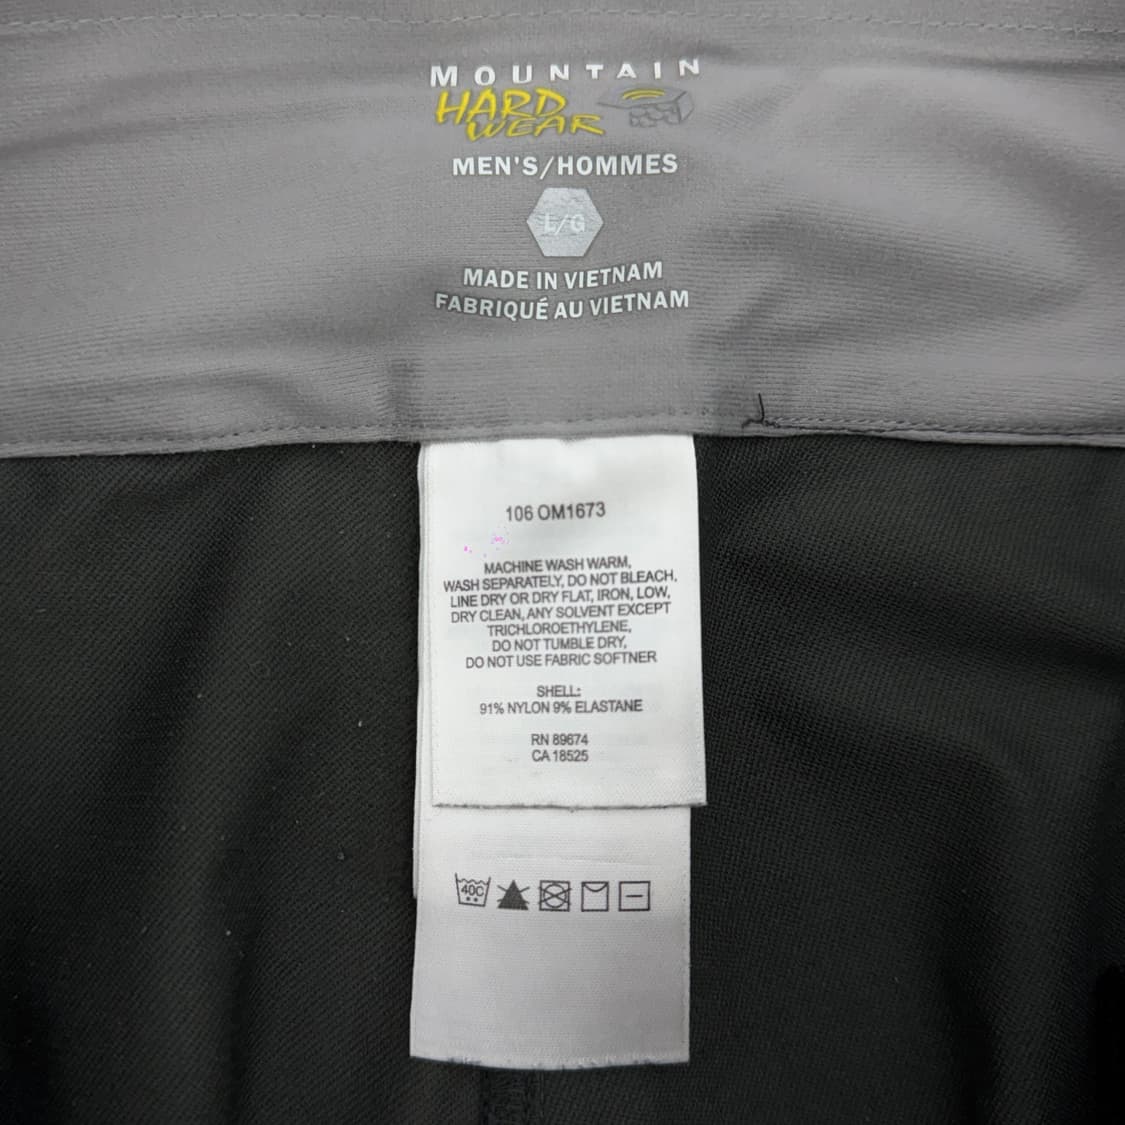 MOUNTAIN
HARD
WEAR
MEN'S/HOMMES
L/G
MADE IN VIETNAM
FABRIQUÉ AU VIETNAM
106 OM1673
MACHINE WASH WARM,
WASH SEPARATELY, DO NOT BLEACH,
LINE DRY OR DRY FLAT, IRON, LOW,
DRY CLEAN, ANY SOLVENT EXCEPT
TRICHLOROETHYLENE,
DO NOT TUMBLE DRY,
DO NOT USE FABRIC SOFTNER
SHELL:
91% NYLON 9% ELASTANE
RN 89674
CA 18525
40C